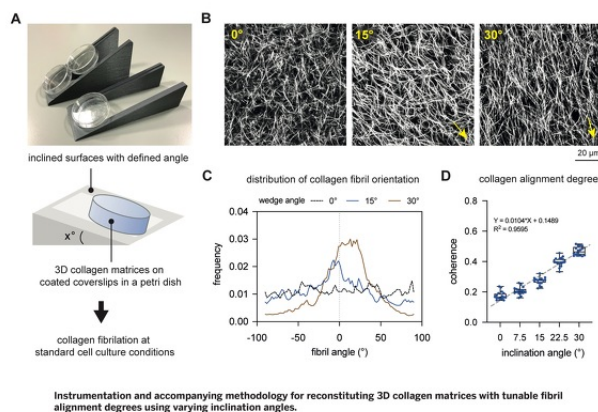 A
inclined surfaces with defined angle
x°
3D collagen matrices on
coated coverslips in a petri dish
collagen fibrilation at
standard cell culture conditions
B
0°
15°
30°
20 μm
C
distribution of collagen fibril orientation
wedge angle
0°
15°
30°
frequency
0.04
0.03
0.02
0.01
0.00
-100
-50
0
50
100
fibril angle (°)
D
collagen alignment degree
Y = 0.0104*X + 0.1489
R² = 0.9595
coherence
0.8
0.6
0.4
0.2
0.0
0
7.5
15
22.5
30
inclination angle (°)
Instrumentation and accompanying methodology for reconstituting 3D collagen matrices with tunable fibril
alignment degrees using varying inclination angles.